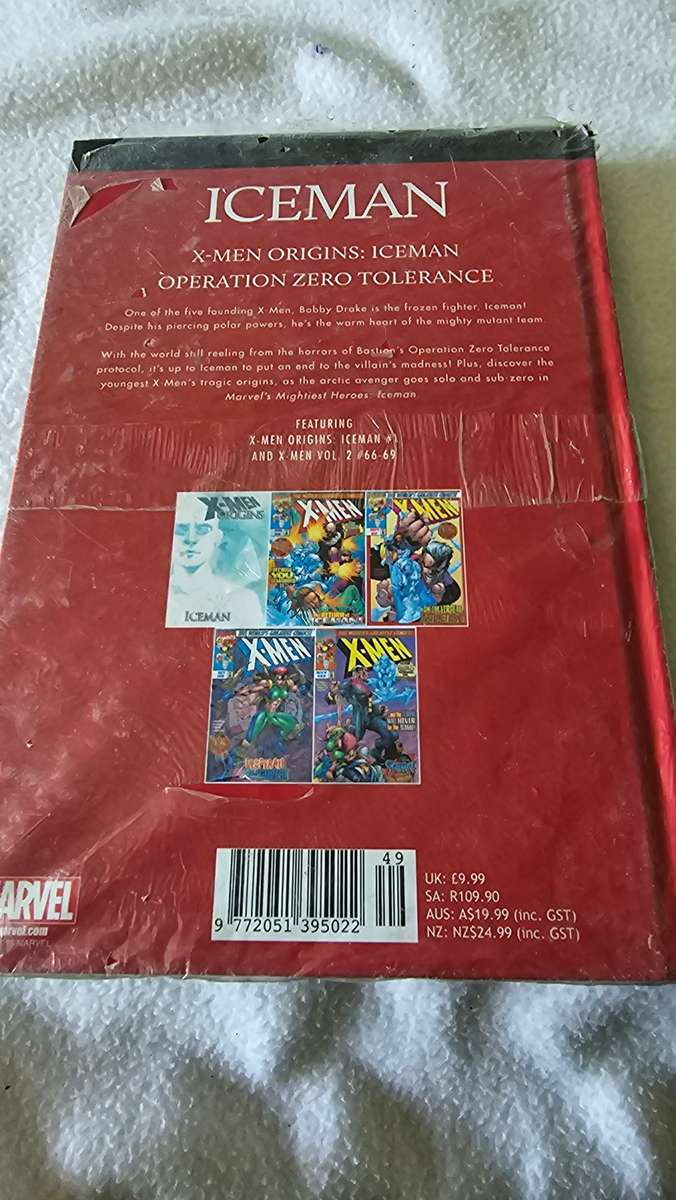 ICEMAN
X-MEN ORIGINS: ICEMAN
OPERATION ZERO TOLERANCE
One of the five founding X-Men, Bobby Drake is the frozen fighter, Iceman!
Despite his piercing polar powers, he's the warm heart of the mighty mutant team.
With the world still reeling from the horrors of Bastion's Operation Zero Tolerance
protocol, it's up to Iceman to put an end to the villain's madness! Plus, discover the
youngest X-Men's tragic origins, as the arctic avenger goes solo and sub-zero in
Marvel's Mightiest Heroes: Iceman
FEATURING
X-MEN ORIGINS: ICEMAN #1
AND X-MEN VOL. 2 #66-69
X-MEN
ORIGINS
ICEMAN
X-MEN
YOU
X-MEN
X-MEN
X-MEN
49
9 772051 395022
UK: £9.99
SA: R109.90
AUS: A$19.99 (inc. GST)
NZ: NZ$24.99 (inc. GST)
MARVEL
arvel.com
MARVEL